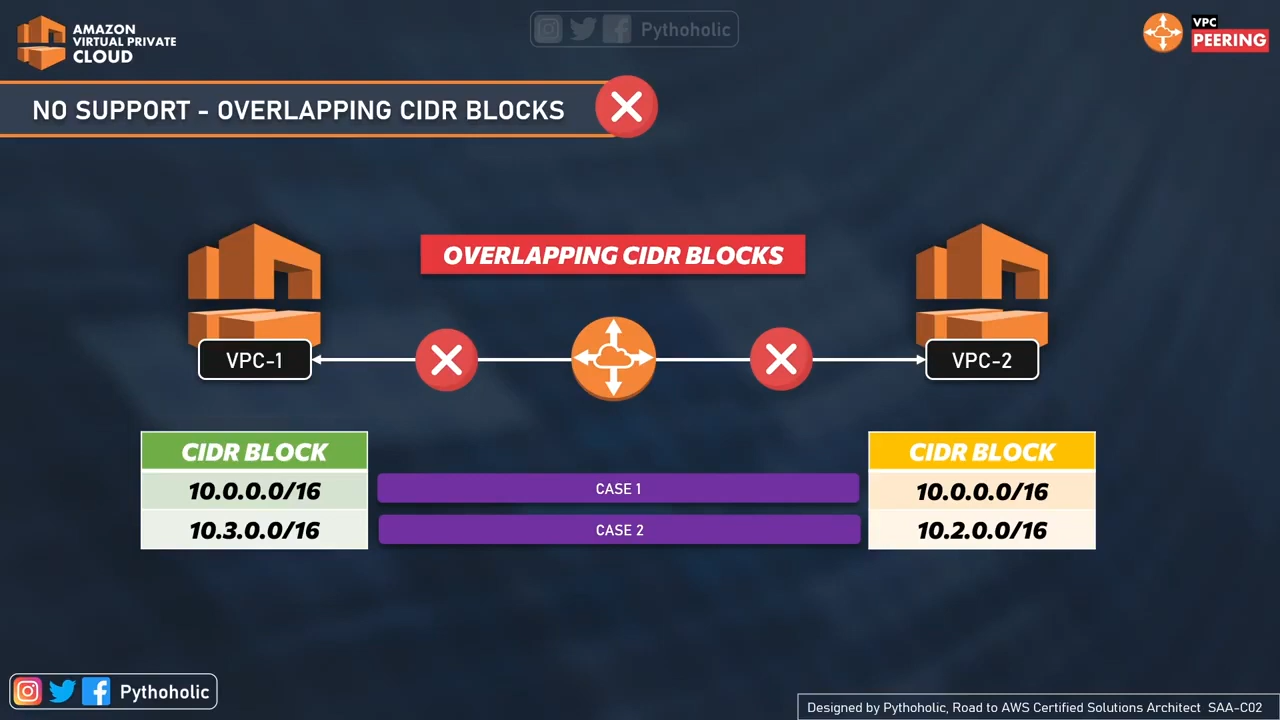 AMAZON
VIRTUAL PRIVATE
CLOUD
Pythoholic
VPC
PEERING
NO SUPPORT - OVERLAPPING CIDR BLOCKS
OVERLAPPING CIDR BLOCKS
VPC-1
VPC-2
CIDR BLOCK
CIDR BLOCK
10.0.0.0/16
CASE 1
10.0.0.0/16
10.3.0.0/16
CASE 2
10.2.0.0/16
Pythoholic
Designed by Pythoholic, Road to AWS Certified Solutions Architect SAA-C02